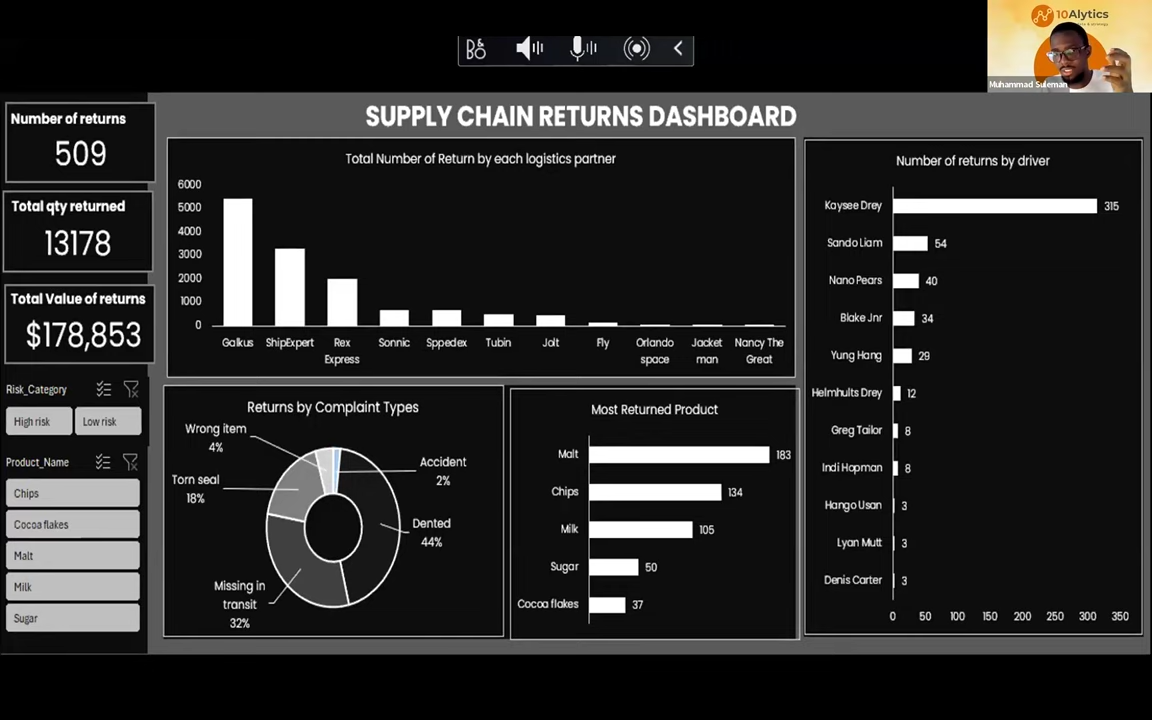 10Alytics
Muhammad Suleman
SUPPLY CHAIN RETURNS DASHBOARD
Number of returns
509
Total qty returned
13178
Total Value of returns
$178,853
Risk_Category
High risk
Low risk
Product_Name
Chips
Cocoa flakes
Malt
Milk
Sugar
Total Number of Return by each logistics partner
6000
5000
4000
3000
2000
1000
0
Galkus
ShipExpert
Rex
Express
Sonnic
Sppedex
Tubin
Jolt
Fly
Orlando
space
Jacket
man
Nancy The
Great
Returns by Complaint Types
Wrong item
4%
Accident
2%
Torn seal
18%
Dented
44%
Missing in
transit
32%
Most Returned Product
Malt 183
Chips 134
Milk 105
Sugar 50
Cocoa flakes 37
Number of returns by driver
Kaysee Drey 315
Sando Liam 54
Nano Pears 40
Blake Jnr 34
Yung Hang 29
Helmhults Drey 12
Greg Tailor 8
Indi Hopman 8
Hango Usan 3
Lyan Mutt 3
Denis Carter 3
0 50 100 150 200 250 300 350